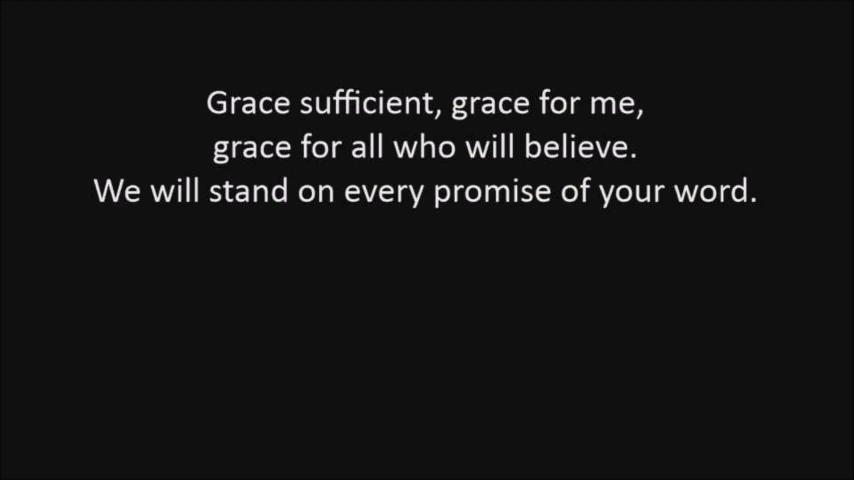 Grace sufficient, grace for me,
grace for all who will believe.
We will stand on every promise of your word.